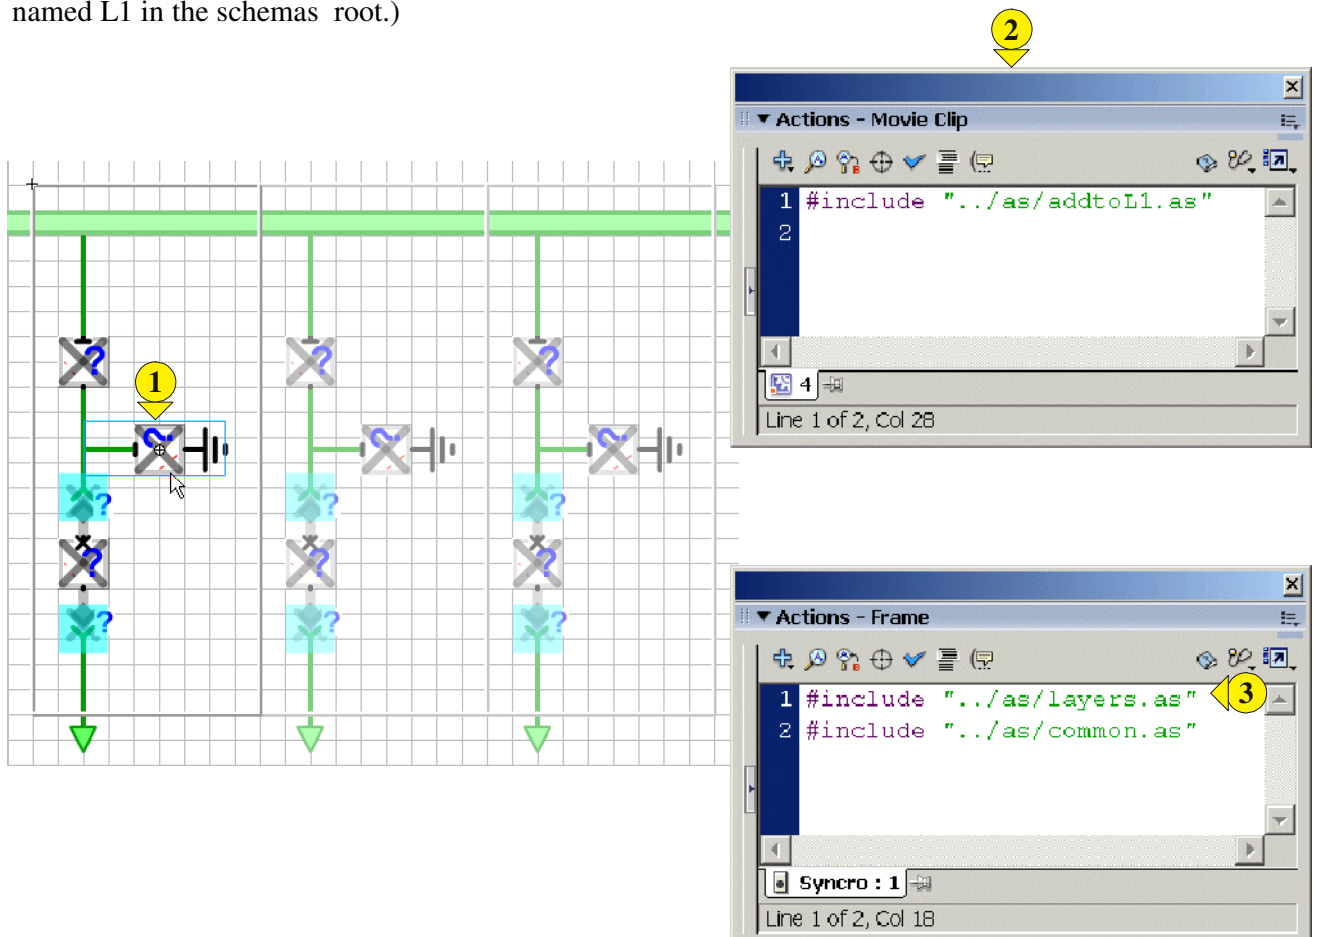 named L1 in the schemas root.)
2
Actions - Movie Clip
1 #include "../as/addtoL1.as"
2
4
Line 1 of 2, Col 28
1
? ? ?
? ? ?
? ? ?
? ? ?
? ? ?
Actions - Frame
1 #include "../as/layers.as" 3
2 #include "../as/common.as"
Syncro : 1
Line 1 of 2, Col 18